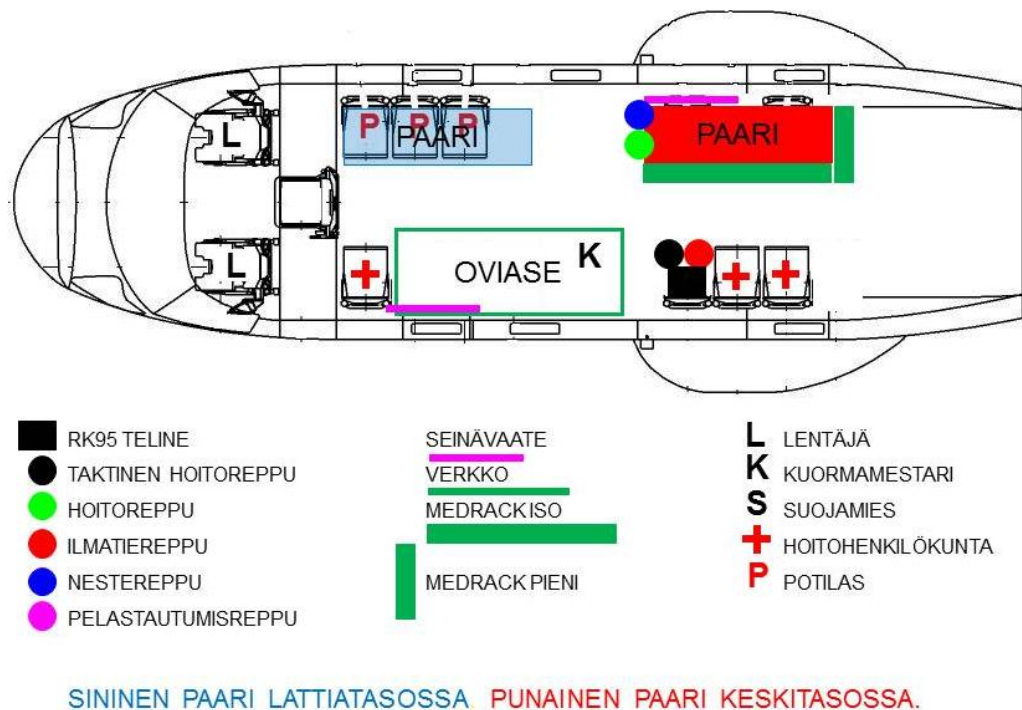 L
P P P
PAARI
PAARI
L
OVIASE K
RK95 TELINE
TAKTINEN HOITOREPPU
HOITOREPPU
ILMATIEREPPU
NESTEREPPU
PELASTAUTUMISREPPU
SEINÄVAATE
VERKKO
MEDRACK ISO
MEDRACK PIENI
L LENTÄJÄ
K KUORMAMESTARI
S SUOJAMIES
HOITOHENKILÖKUNTA
P POTILAS
SININEN PAARI LATTIATASOSSA. PUNAINEN PAARI KESKITASOSSA.